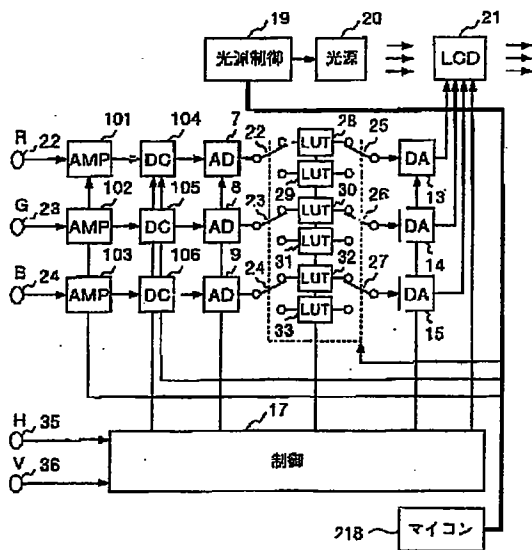 19
20
21
光源制御
光源
LCD
R
22
101
104
7
22
28
25
AMP
DC
AD
LUT
DA
13
102
105
8
29
30
LUT
G
23
23
26
AMP
DC
AD
LUT
DA
14
103
106
9
31
32
LUT
B
24
24
27
AMP
DC
AD
LUT
DA
15
33
LUT
H
35
17
V
36
制御
218
マイコン